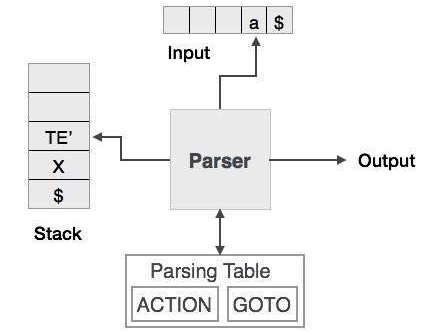 a $
Input
TE’
X
$
Stack
Parser
Output
Parsing Table
ACTION GOTO